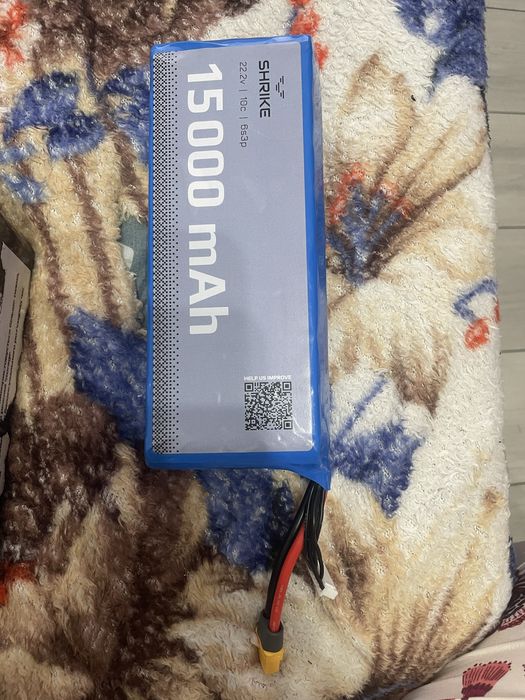 SHRIKE
22.2v | 10c | 6s3p
15000 mAh
HELP US IMPROVE